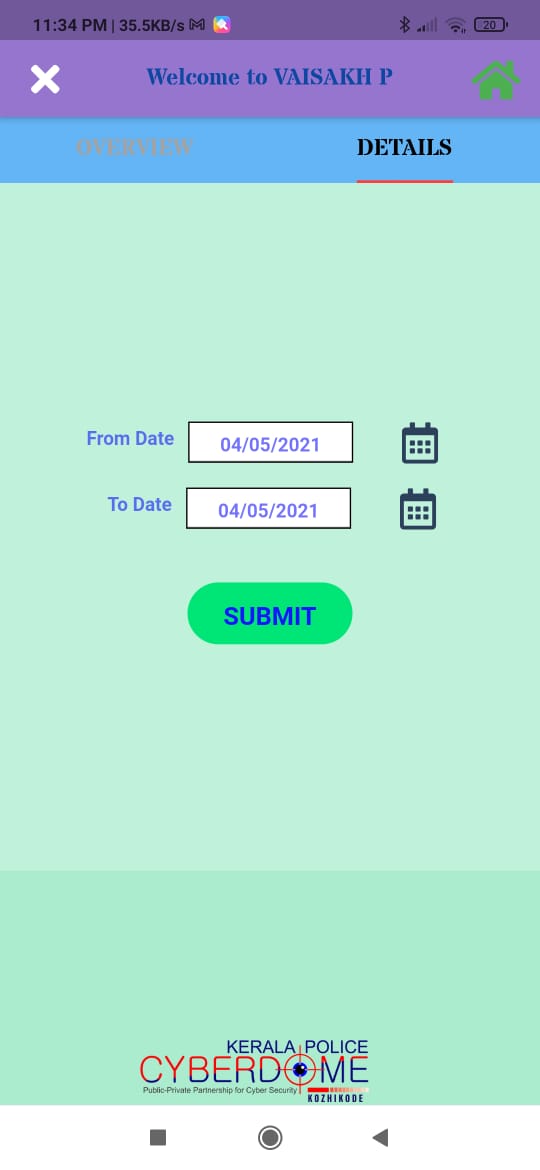 11:34 PM | 35.5KB/s
20
Welcome to VAISAKH P
OVERVIEW
DETAILS
From Date
04/05/2021
To Date
04/05/2021
SUBMIT
KERALA POLICE
CYBERDOME
Public-Private Partnership for Cyber Security
KOZHIKODE